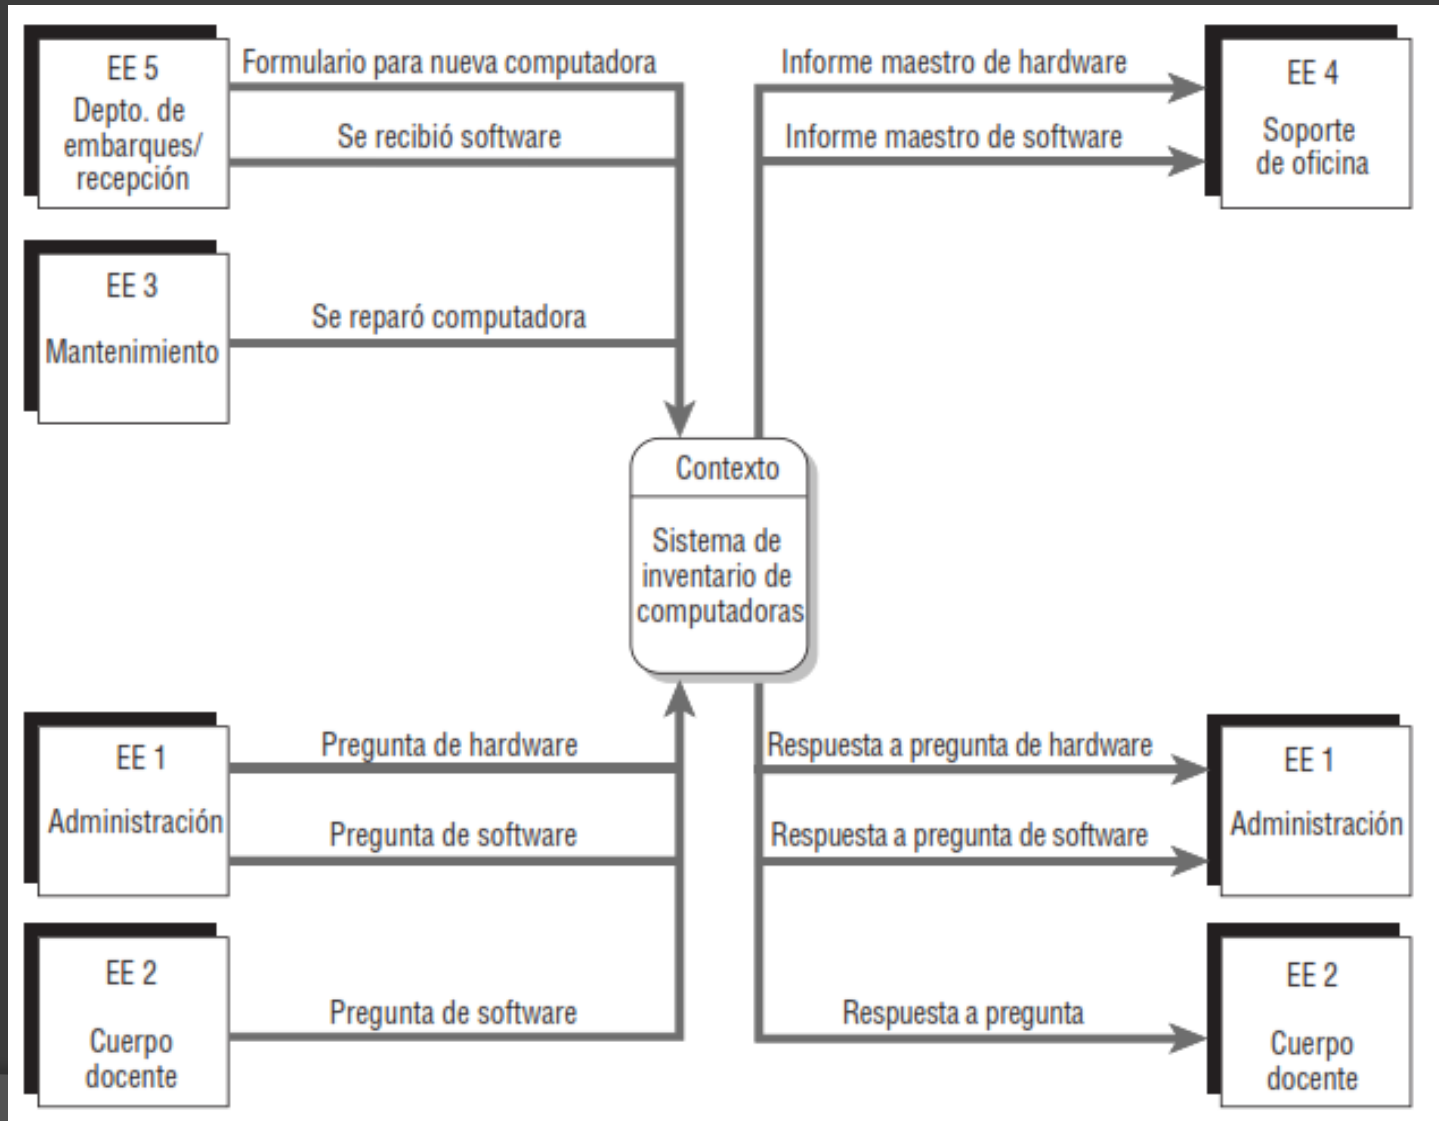 EE 5
Depto. de
embarques/
recepción
Formulario para nueva computadora
Se recibió software
Informe maestro de hardware
Informe maestro de software
EE 4
Soporte
de oficina
EE 3
Mantenimiento
Se reparó computadora
Contexto
Sistema de
inventario de
computadoras
EE 1
Administración
Pregunta de hardware
Pregunta de software
Respuesta a pregunta de hardware
Respuesta a pregunta de software
EE 1
Administración
EE 2
Cuerpo
docente
Pregunta de software
Respuesta a pregunta
EE 2
Cuerpo
docente